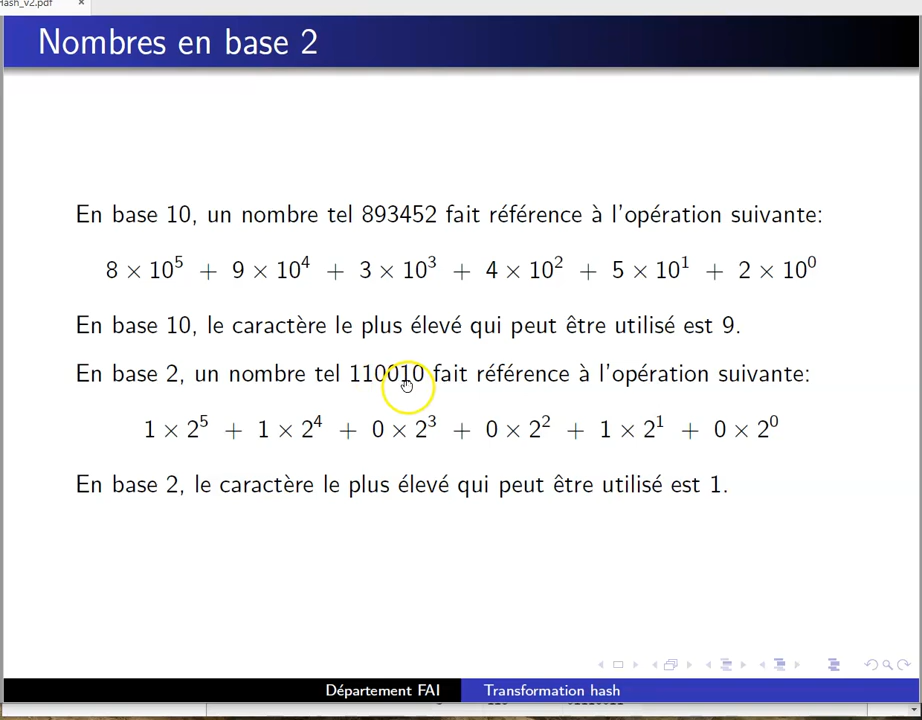 Hash_v2.pdf ×
Nombres en base 2
En base 10, un nombre tel 893452 fait référence à l'opération suivante:
8 × 10⁵ + 9 × 10⁴ + 3 × 10³ + 4 × 10² + 5 × 10¹ + 2 × 10⁰
En base 10, le caractère le plus élevé qui peut être utilisé est 9.
En base 2, un nombre tel 110010 fait référence à l'opération suivante:
1 × 2⁵ + 1 × 2⁴ + 0 × 2³ + 0 × 2² + 1 × 2¹ + 0 × 2⁰
En base 2, le caractère le plus élevé qui peut être utilisé est 1.
Département FAI Transformation hash